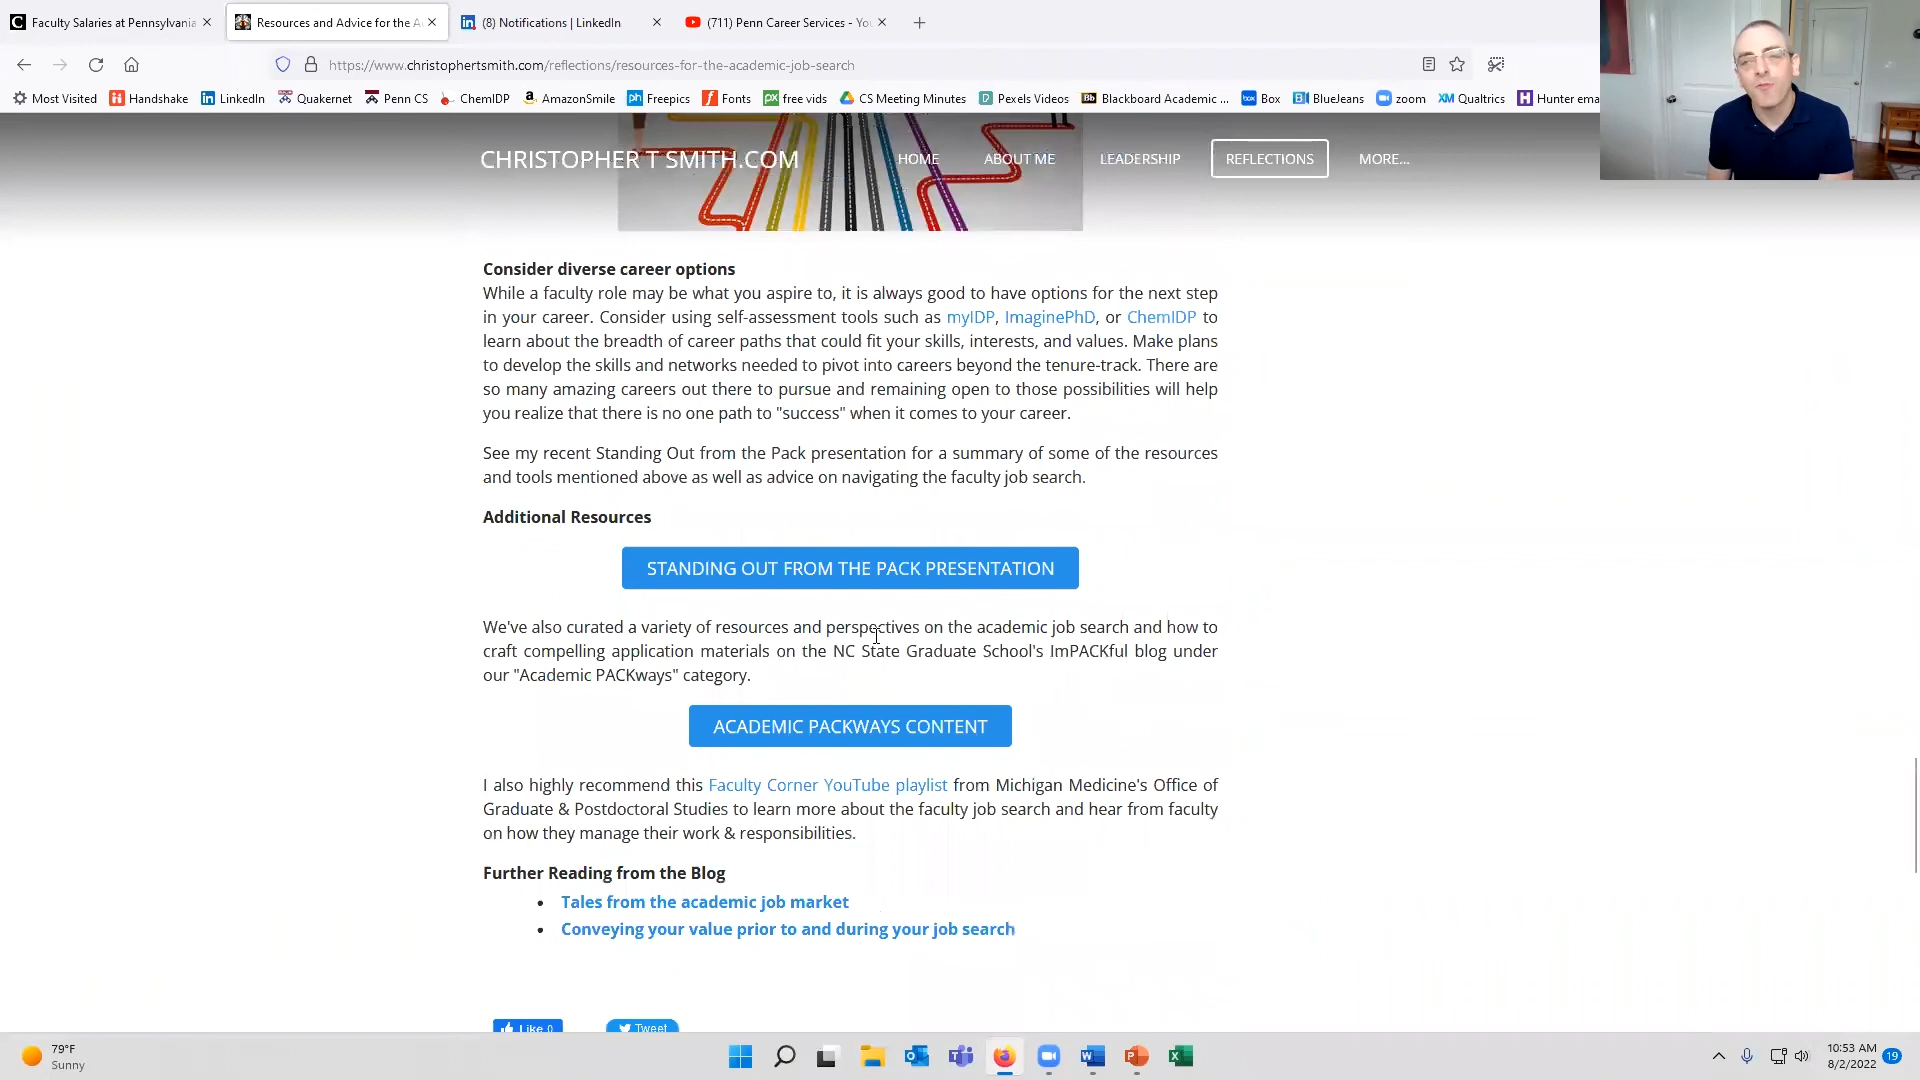 Faculty Salaries at Pennsylvania
Resources and Advice for the A
(8) Notifications | LinkedIn
(711) Penn Career Services - You
https://www.christophertsmith.com/reflections/resources-for-the-academic-job-search
Most Visited Handshake LinkedIn Quakernet Penn CS ChemIDP AmazonSmile Freepics Fonts free vids CS Meeting Minutes Pexels Videos Blackboard Academic ... Box BlueJeans zoom Qualtrics Hunter ema
CHRISTOPHER T SMITH.COM
HOME ABOUT ME LEADERSHIP REFLECTIONS MORE...
Consider diverse career options
While a faculty role may be what you aspire to, it is always good to have options for the next step
in your career. Consider using self-assessment tools such as myIDP, ImaginePhD, or ChemIDP to
learn about the breadth of career paths that could fit your skills, interests, and values. Make plans
to develop the skills and networks needed to pivot into careers beyond the tenure-track. There are
so many amazing careers out there to pursue and remaining open to those possibilities will help
you realize that there is no one path to "success" when it comes to your career.
See my recent Standing Out from the Pack presentation for a summary of some of the resources
and tools mentioned above as well as advice on navigating the faculty job search.
Additional Resources
STANDING OUT FROM THE PACK PRESENTATION
We've also curated a variety of resources and perspectives on the academic job search and how to
craft compelling application materials on the NC State Graduate School's ImPACKful blog under
our "Academic PACKways" category.
ACADEMIC PACKWAYS CONTENT
I also highly recommend this Faculty Corner YouTube playlist from Michigan Medicine's Office of
Graduate & Postdoctoral Studies to learn more about the faculty job search and hear from faculty
on how they manage their work & responsibilities.
Further Reading from the Blog
• Tales from the academic job market
• Conveying your value prior to and during your job search
Like 0
Tweet
79°F
Sunny
10:53 AM
8/2/2022
19